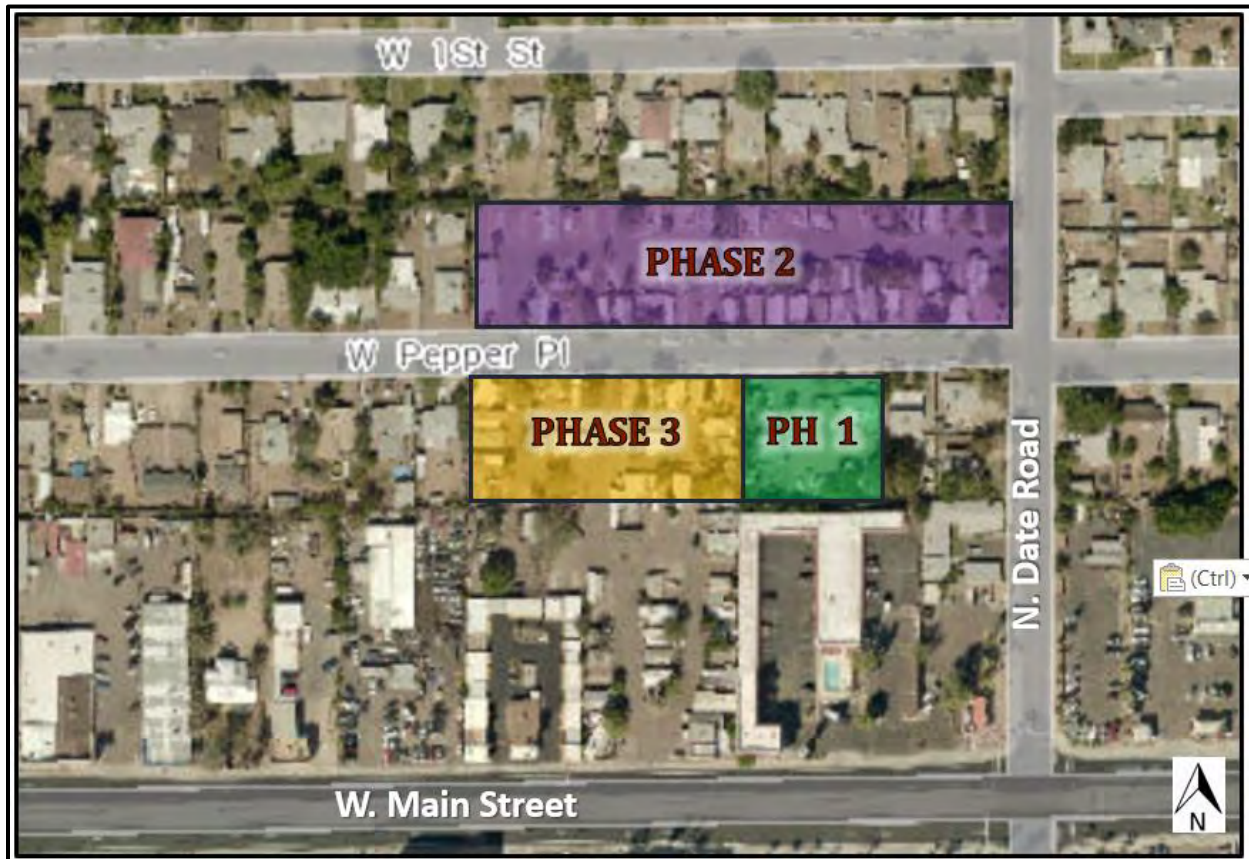 W 1St St
PHASE 2
W Pepper Pl
PHASE 3
PH 1
N. Date Road
(Ctrl)
W. Main Street
N